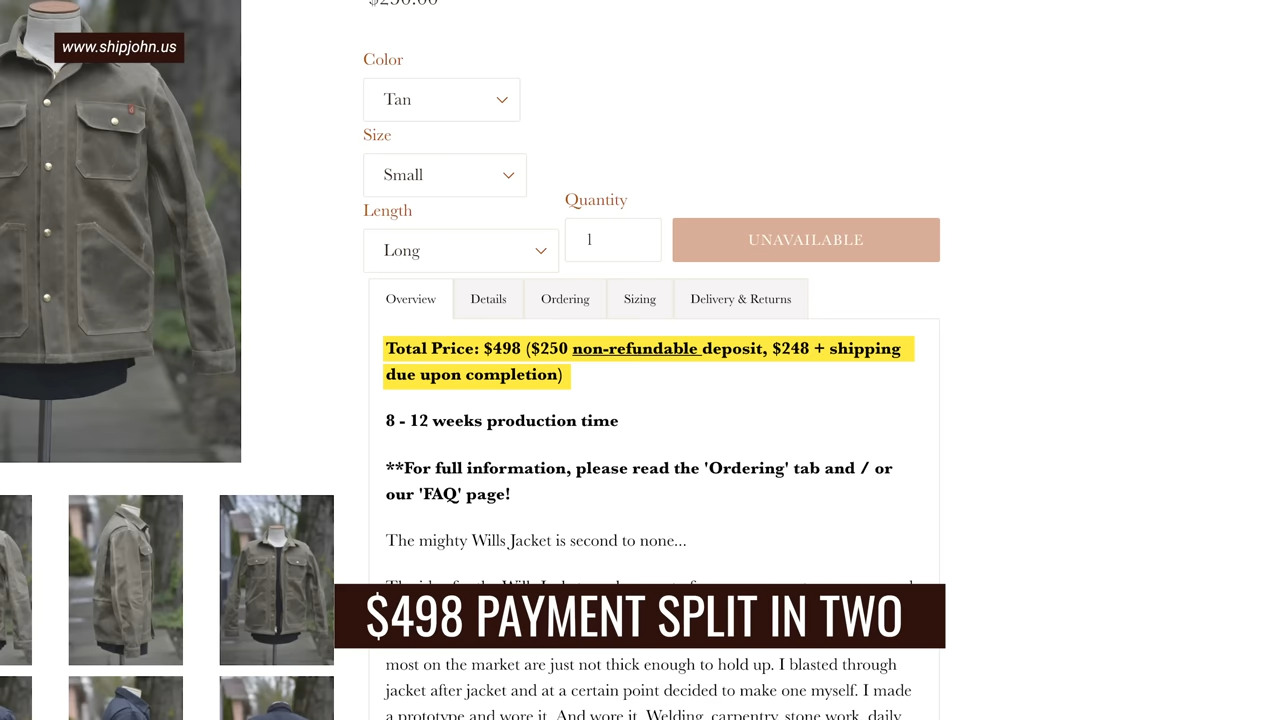 $250.00
www.shipjohn.us
Color
Tan
Size
Small
Length
Long
Quantity
1
UNAVAILABLE
Overview
Details
Ordering
Sizing
Delivery & Returns
Total Price: $498 ($250 non-refundable deposit, $248 + shipping
due upon completion)
8 - 12 weeks production time
**For full information, please read the 'Ordering' tab and / or
our 'FAQ' page!
The mighty Wills Jacket is second to none...
$498 PAYMENT SPLIT IN TWO
most on the market are just not thick enough to hold up. I blasted through
jacket after jacket and at a certain point decided to make one myself. I made
a prototype and wore it. And wore it. Welding, carpentry, stone work, daily